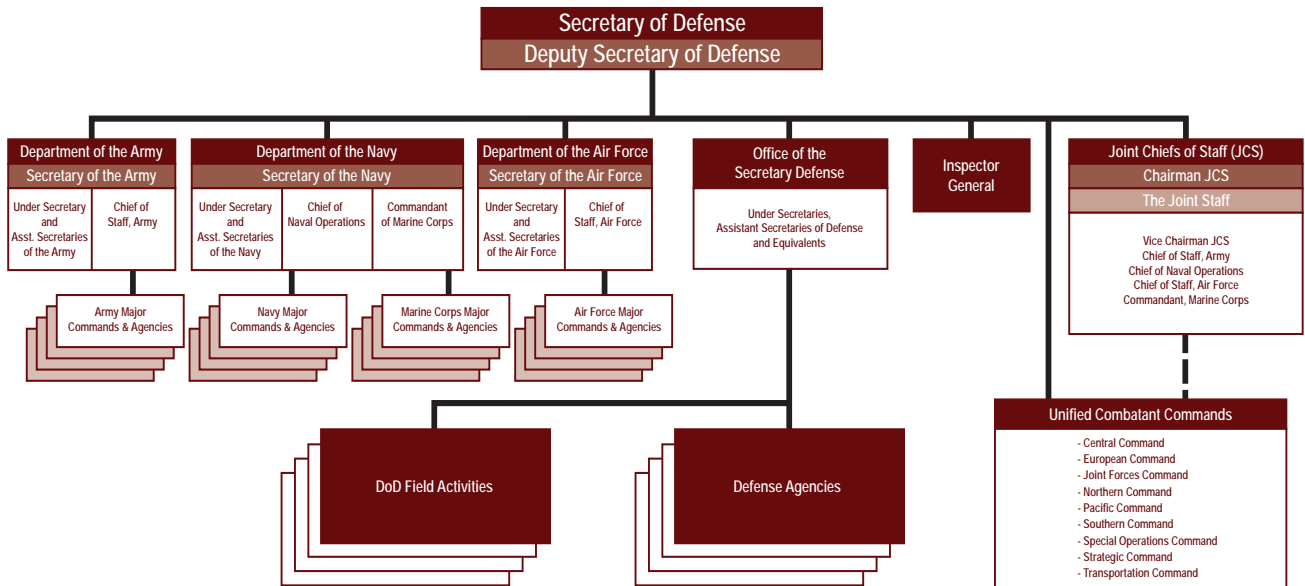 Secretary of Defense
Deputy Secretary of Defense
Department of the Army
Secretary of the Army
Under Secretary
and
Asst. Secretaries
of the Army
Chief of
Staff, Army
Army Major
Commands & Agencies
Department of the Navy
Secretary of the Navy
Under Secretary
and
Asst. Secretaries
of the Navy
Chief of
Naval Operations
Commandant
of Marine Corps
Navy Major
Commands & Agencies
Marine Corps Major
Commands & Agencies
Department of the Air Force
Secretary of the Air Force
Under Secretary
and
Asst. Secretaries
of the Air Force
Chief of
Staff, Air Force
Air Force Major
Commands & Agencies
Office of the
Secretary Defense
Under Secretaries,
Assistant Secretaries of Defense
and Equivalents
Inspector
General
Joint Chiefs of Staff (JCS)
Chairman JCS
The Joint Staff
Vice Chairman JCS
Chief of Staff, Army
Chief of Naval Operations
Chief of Staff, Air Force
Commandant, Marine Corps
DoD Field Activities
Defense Agencies
Unified Combatant Commands
- Central Command
- European Command
- Joint Forces Command
- Northern Command
- Pacific Command
- Southern Command
- Special Operations Command
- Strategic Command
- Transportation Command